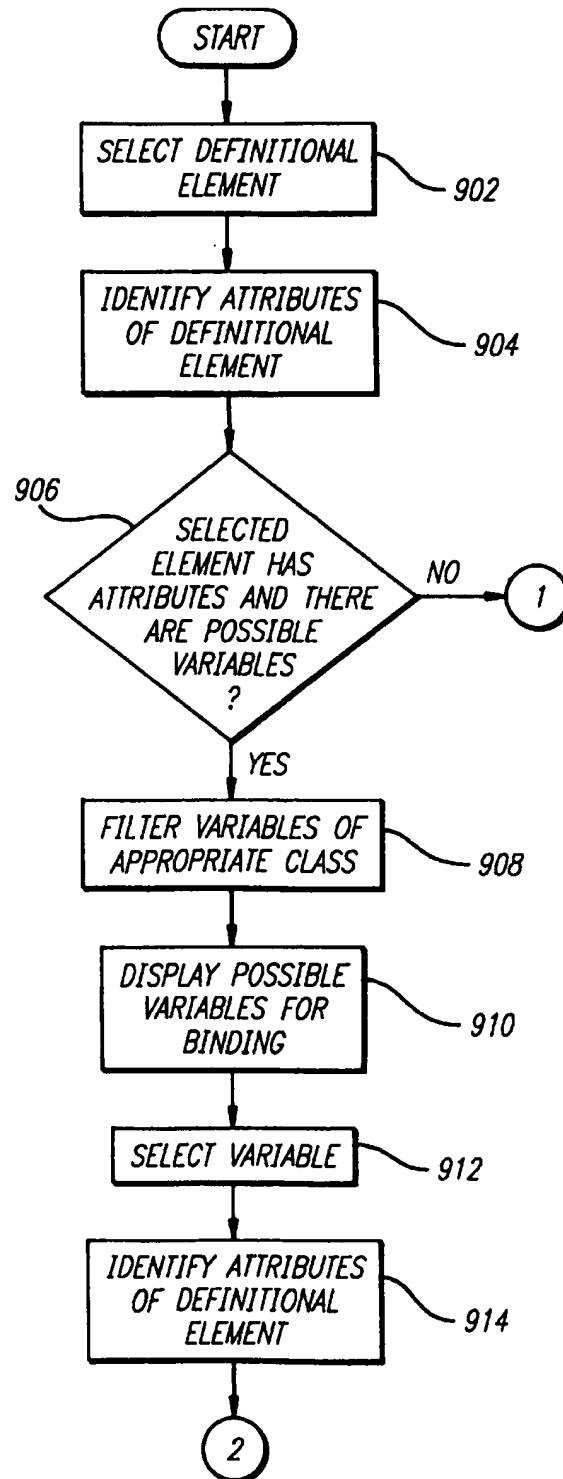 START
SELECT DEFINITIONAL
ELEMENT
902
IDENTIFY ATTRIBUTES
OF DEFINITIONAL
ELEMENT
904
906
SELECTED
ELEMENT HAS
ATTRIBUTES AND THERE
ARE POSSIBLE
VARIABLES
?
NO
1
YES
FILTER VARIABLES OF
APPROPRIATE CLASS
908
DISPLAY POSSIBLE
VARIABLES FOR
BINDING
910
SELECT VARIABLE
912
IDENTIFY ATTRIBUTES
OF DEFINITIONAL
ELEMENT
914
2